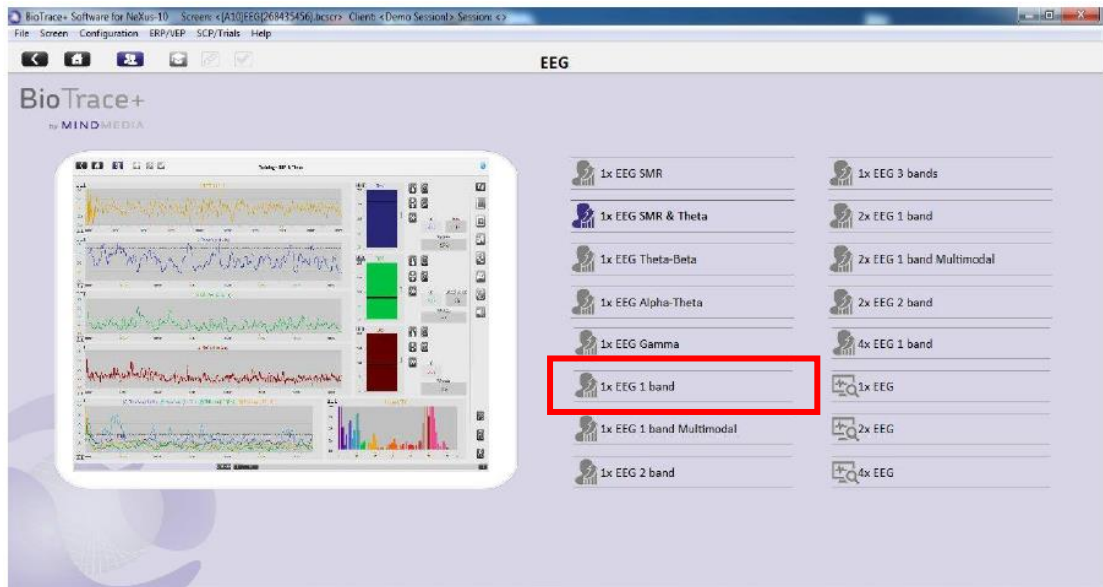 BioTrace+ Software for NeXus-10 Screen: <[A10]EEG[268435456].bcscr> Client: <Demo Session> Session: <>
File Screen Configuration ERP/VEP SCP/Trials Help
EEG
BioTrace+
MINDMEDIA
1x EEG SMR
1x EEG SMR & Theta
1x EEG Theta-Beta
1x EEG Alpha-Theta
1x EEG Gamma
1x EEG 1 band
1x EEG 1 band Multimodal
1x EEG 2 band
1x EEG 3 bands
2x EEG 1 band
2x EEG 1 band Multimodal
2x EEG 2 band
4x EEG 1 band
1x EEG
2x EEG
4x EEG